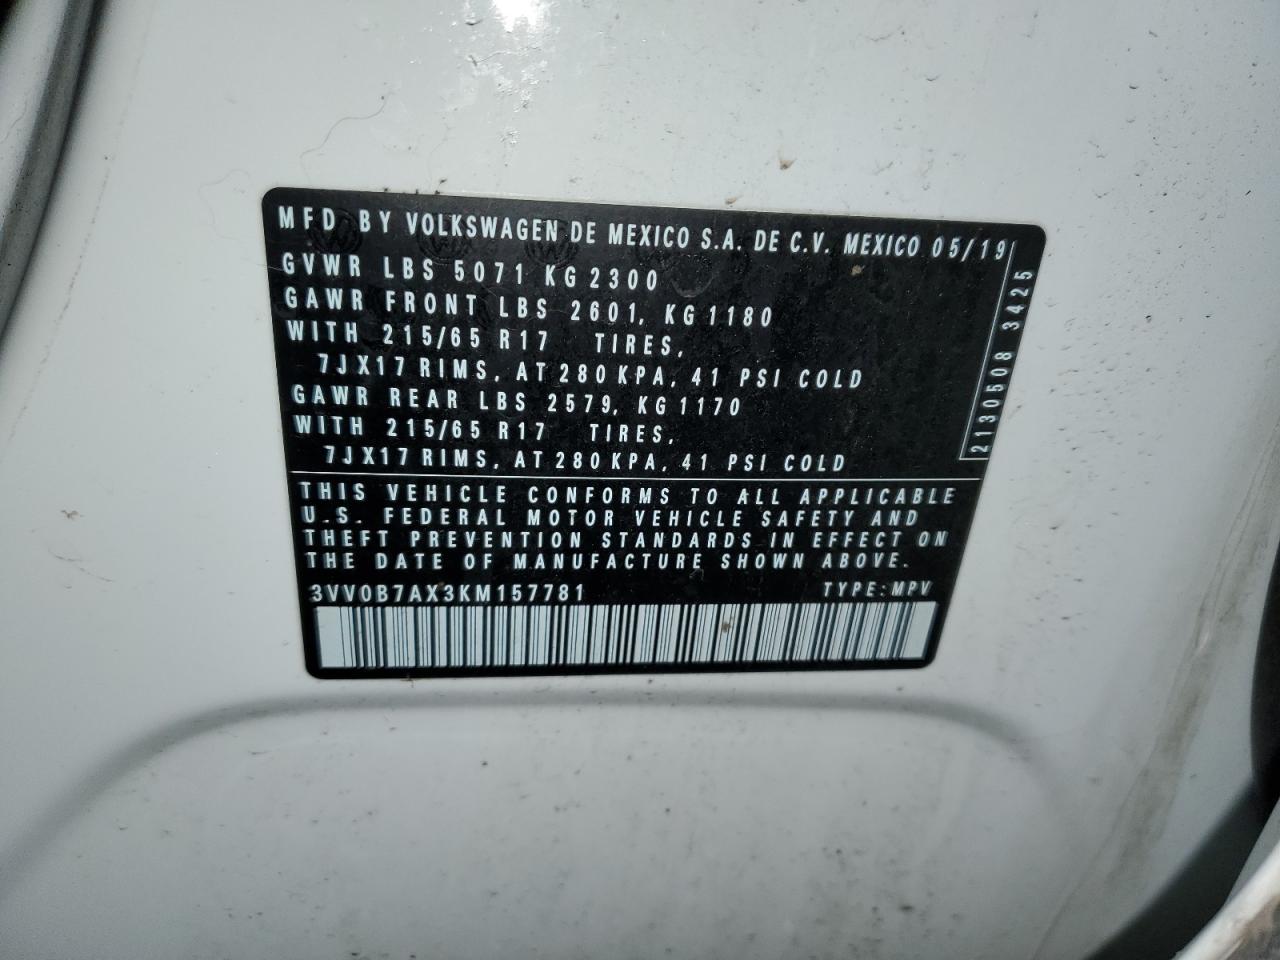 MFD BY VOLKSWAGEN DE MEXICO S.A. DE C.V. MEXICO 05/19
GVWR LBS 5071 KG 2300
GAWR FRONT LBS 2601, KG 1180
WITH 215/65 R17 TIRES,
7JX17 RIMS, AT 280 KPA, 41 PSI COLD
GAWR REAR LBS 2579, KG 1170
WITH 215/65 R17 TIRES,
7JX17 RIMS, AT 280 KPA, 41 PSI COLD
2130508 3425
THIS VEHICLE CONFORMS TO ALL APPLICABLE
U.S. FEDERAL MOTOR VEHICLE SAFETY AND
THEFT PREVENTION STANDARDS IN EFFECT ON
THE DATE OF MANUFACTURE SHOWN ABOVE.
3VV0B7AX3KM157781 TYPE: MPV